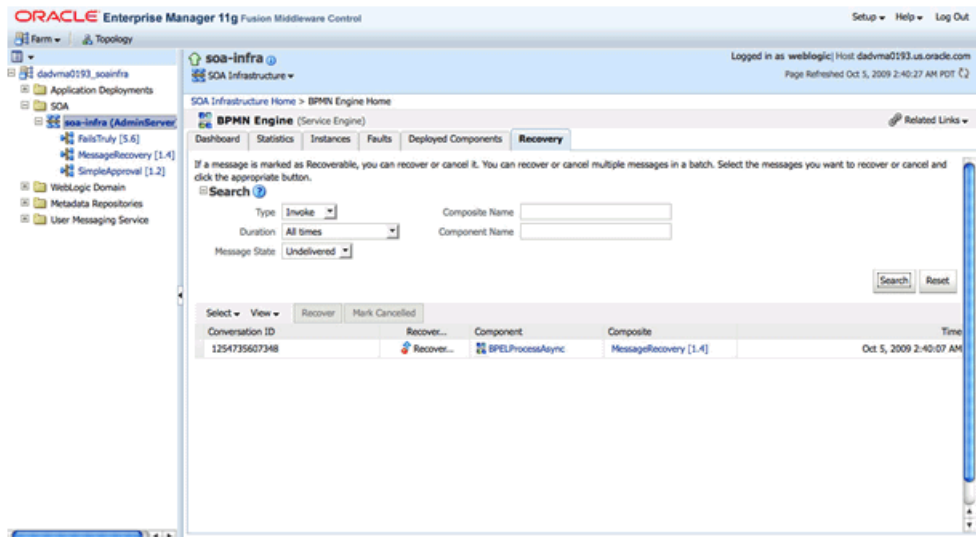 ORACLE Enterprise Manager 11g Fusion Middleware Control
Setup Help Log Out
Farm Topology
soa-infra
Logged in as weblogic| Host dadvma0193.us.oracle.com
SOA Infrastructure
Page Refreshed Oct 5, 2009 2:40:27 AM PDT
dadvma0193_soainfra
Application Deployments
SOA
soa-infra (AdminServer
FailsTruly [5.6]
MessageRecovery [1.4]
SimpleApproval [1.2]
WebLogic Domain
Metadata Repositories
User Messaging Service
SOA Infrastructure Home > BPMN Engine Home
BPMN Engine (Service Engine)
Related Links
Dashboard Statistics Instances Faults Deployed Components Recovery
If a message is marked as Recoverable, you can recover or cancel it. You can recover or cancel multiple messages in a batch. Select the messages you want to recover or cancel and
click the appropriate button.
Search
Type Invoke Composite Name
Duration All times Component Name
Message State Undelivered
Search Reset
Select View Recover Mark Cancelled
Conversation ID Recover... Component Composite Time
1254735607348 Recover... BPELProcessAsync MessageRecovery [1.4] Oct 5, 2009 2:40:07 AM